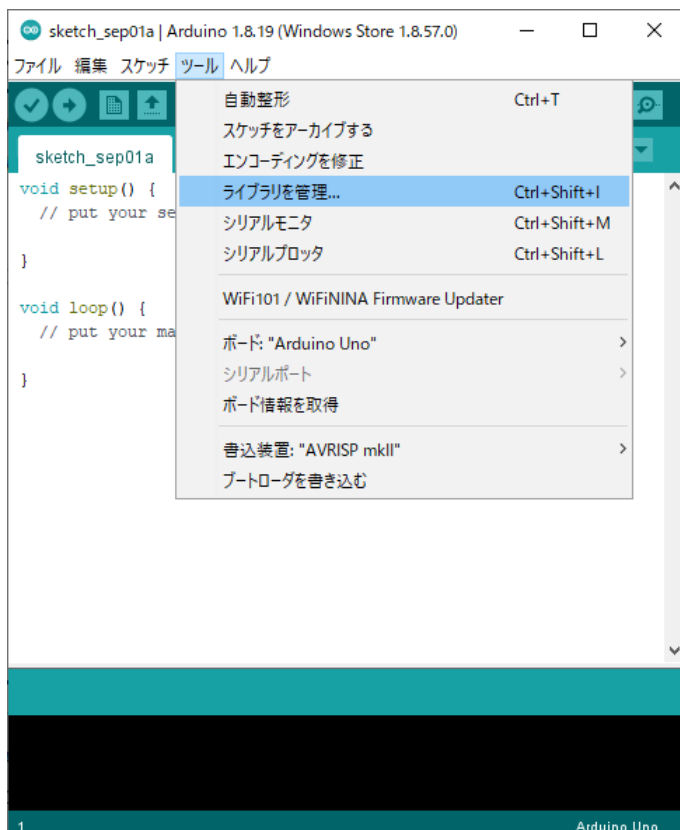 sketch_sep01a | Arduino 1.8.19 (Windows Store 1.8.57.0)
ファイル 編集 スケッチ ツール ヘルプ
自動整形 Ctrl+T
スケッチをアーカイブする
sketch_sep01a
エンコーディングを修正
void setup() {
ライブラリを管理... Ctrl+Shift+I
// put your se
シリアルモニタ Ctrl+Shift+M
シリアルプロッタ Ctrl+Shift+L
}
WiFi101 / WiFiNINA Firmware Updater
void loop() {
// put your ma
ボード: "Arduino Uno"
シリアルポート
}
ボード情報を取得
書込装置: "AVRISP mkII"
ブートローダを書き込む
1 Arduino Uno